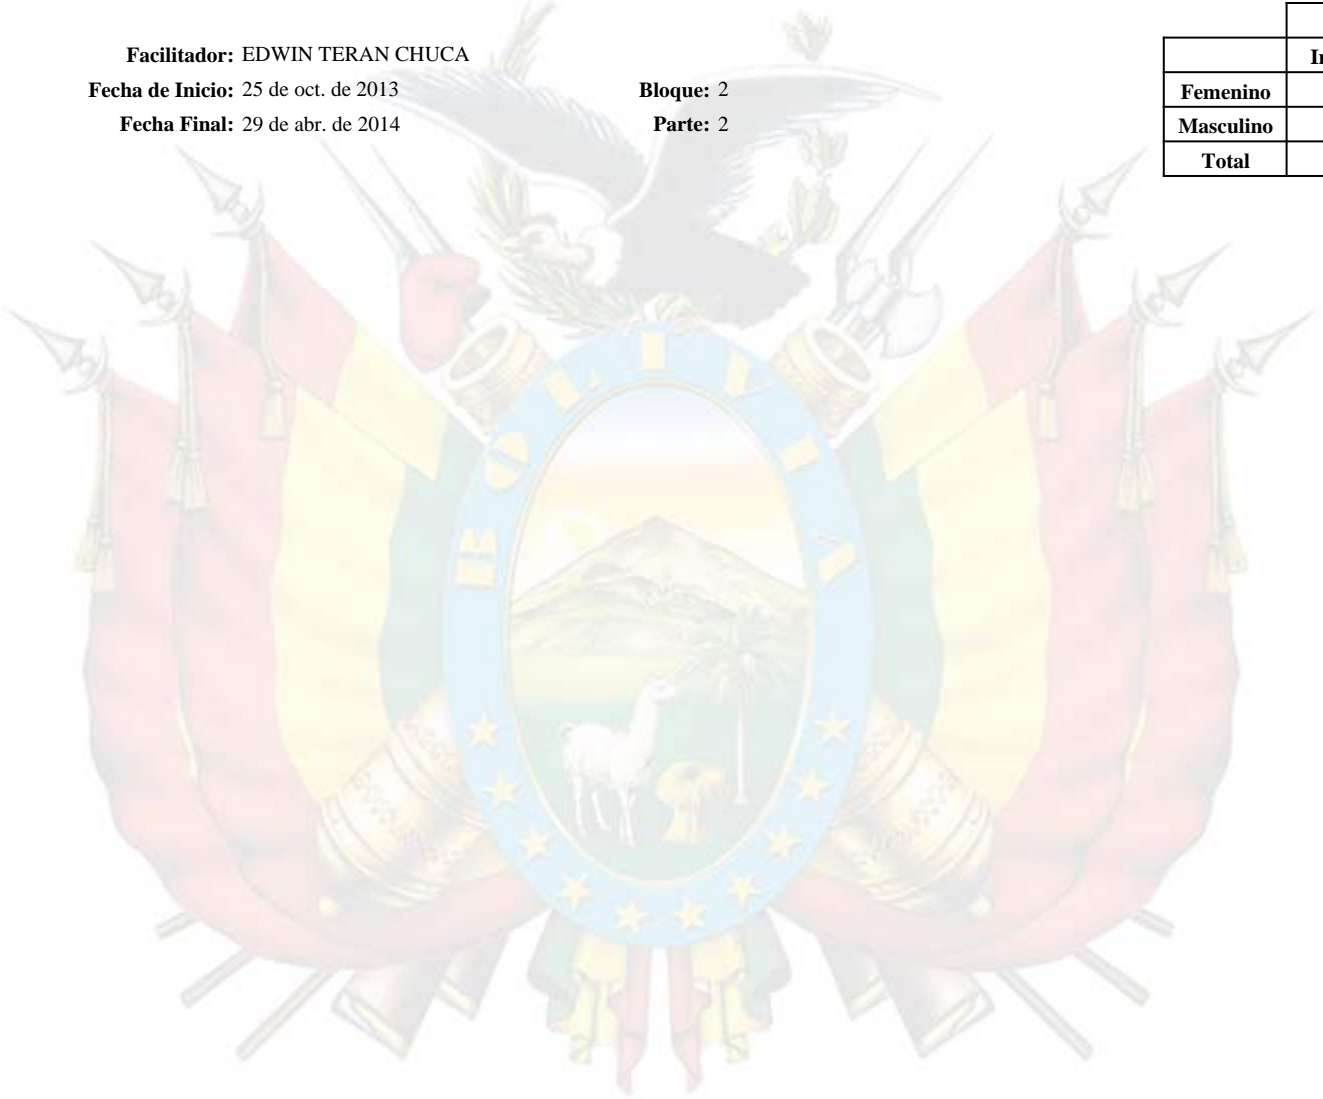 Facilitador: EDWIN TERAN CHUCA
Fecha de Inicio: 25 de oct. de 2013 Bloque: 2
Fecha Final: 29 de abr. de 2014 Parte: 2
Femenino
Masculino
Total
BOLIVIA